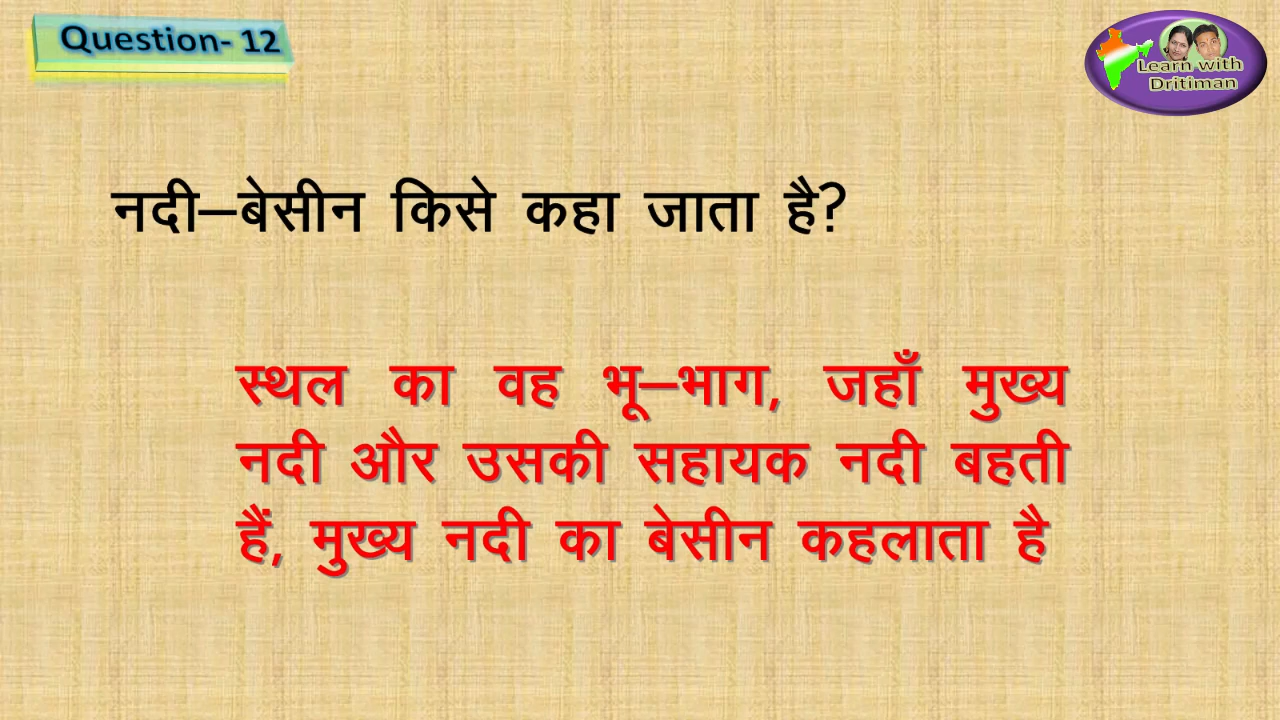 Question- 12
Learn with
Dritiman
नदी–बेसीन किसे कहा जाता है?
स्थल का वह भू–भाग, जहाँ मुख्य
नदी और उसकी सहायक नदी बहती
हैं, मुख्य नदी का बेसीन कहलाता है